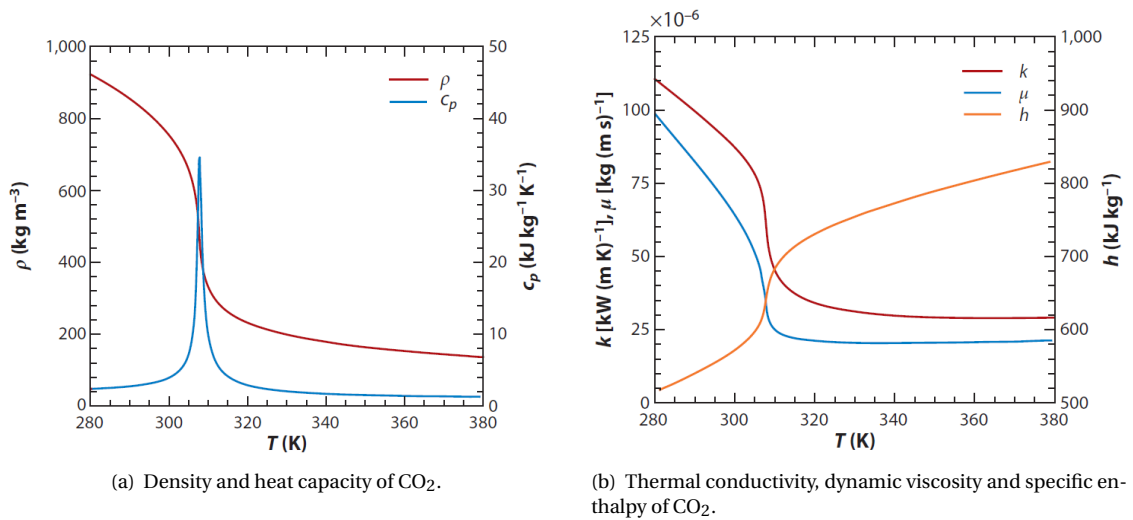 1,000
800
600
400
200
0
ρ (kg m⁻³)
280
300
320
340
360
380
T (K)
50
40
30
20
10
0
c_p (kJ kg⁻¹ K⁻¹)
ρ
c_p
(a) Density and heat capacity of CO₂.
×10⁻⁶
125
100
75
50
25
0
k [kW (m K)⁻¹], μ [kg (m s)⁻¹]
280
300
320
340
360
380
T (K)
1,000
900
800
700
600
500
h (kJ kg⁻¹)
k
μ
h
(b) Thermal conductivity, dynamic viscosity and specific en-
thalpy of CO₂.